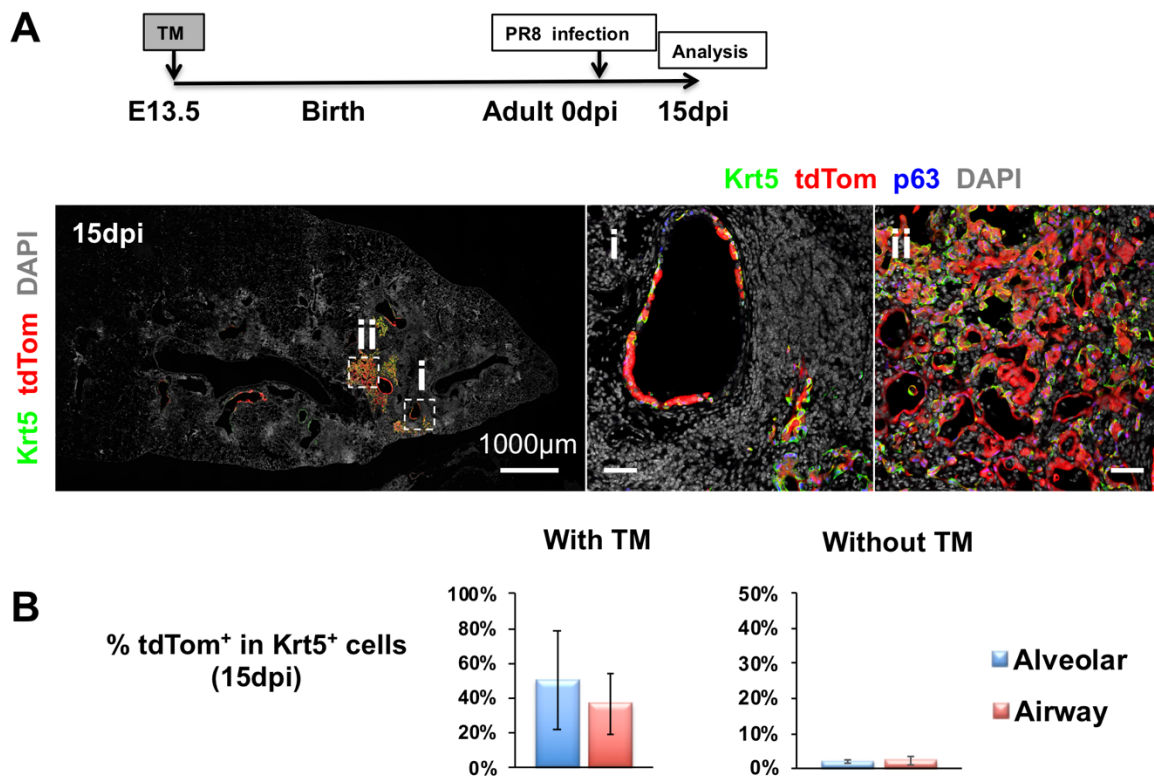 A
TM
PR8 infection
Analysis
E13.5 Birth Adult 0dpi 15dpi
Krt5 tdTom p63 DAPI
Krt5 tdTom DAPI
15dpi
ii
i
1000µm
i
ii
With TM
Without TM
B
% tdTom⁺ in Krt5⁺ cells
(15dpi)
100%
80%
60%
40%
20%
0%
50%
40%
30%
20%
10%
0%
Alveolar
Airway